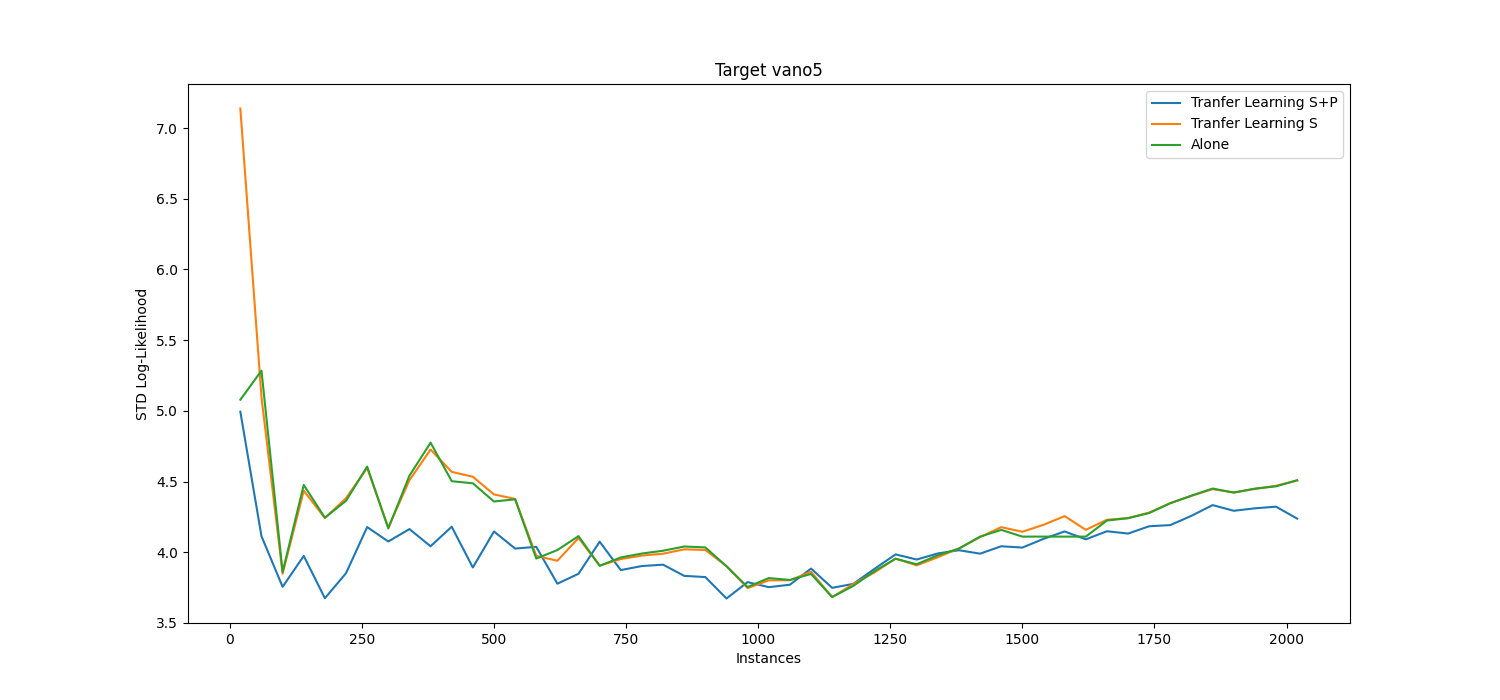 Target vano5
Tranfer Learning S+P
Tranfer Learning S
Alone
STD Log-Likelihood
7.0
6.5
6.0
5.5
5.0
4.5
4.0
3.5
0 250 500 750 1000 1250 1500 1750 2000
Instances